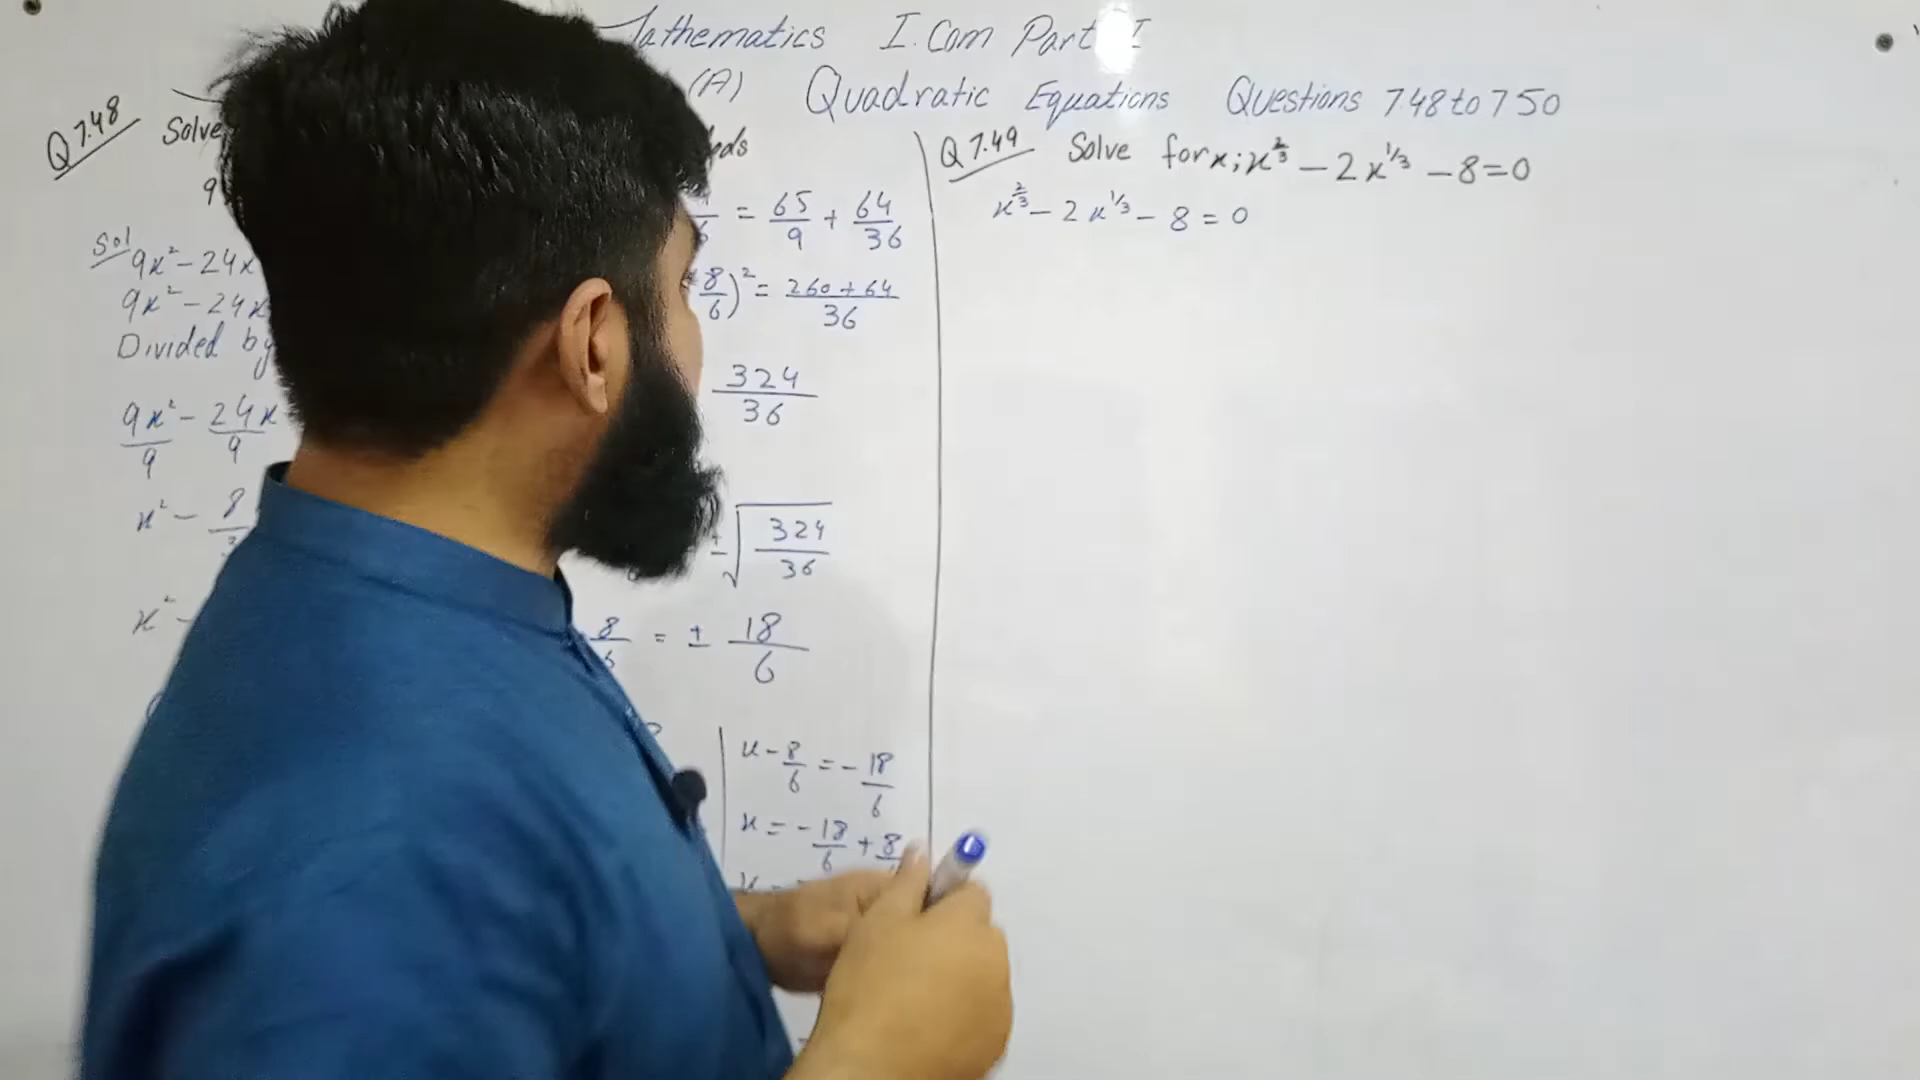 Mathematics I.Com Part I
(A) Quadratic Equations Questions 7.48 to 7.50
Q 7.48 Solve
9
Sol 9x² - 24x
9x² - 24x
Divided by
9x²/9 - 24x/9
x² - 8
x² -
= 65/9 + 64/36
8/6)² = 260 + 64/36
324/36
± √324/36
8/6 = ± 18/6
x - 8/6 = - 18/6
x = - 18/6 + 8
Q 7.49 Solve for x; x^2/3 - 2x^1/3 - 8 = 0
x^2/3 - 2x^1/3 - 8 = 0